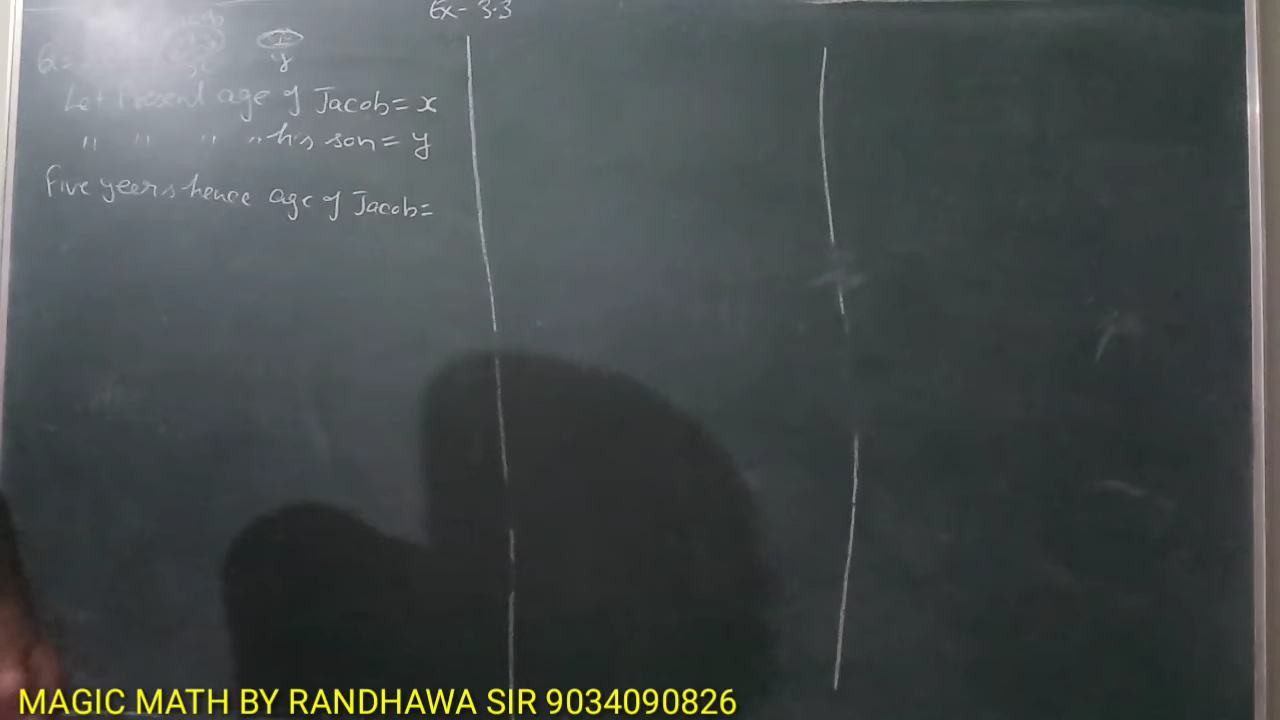 Ex - 3.3
y
Let Present age of Jacob = x
" " " " his son = y
Five years hence age of Jacob =
MAGIC MATH BY RANDHAWA SIR 9034090826